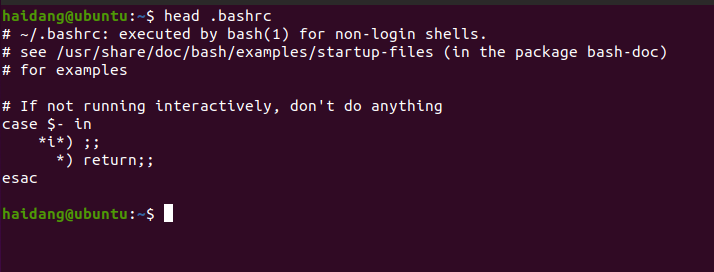 haidang@ubuntu:~$ head .bashrc
# ~/.bashrc: executed by bash(1) for non-login shells.
# see /usr/share/doc/bash/examples/startup-files (in the package bash-doc)
# for examples

# If not running interactively, don't do anything
case $- in
    *i*) ;;
      *) return;;
esac

haidang@ubuntu:~$